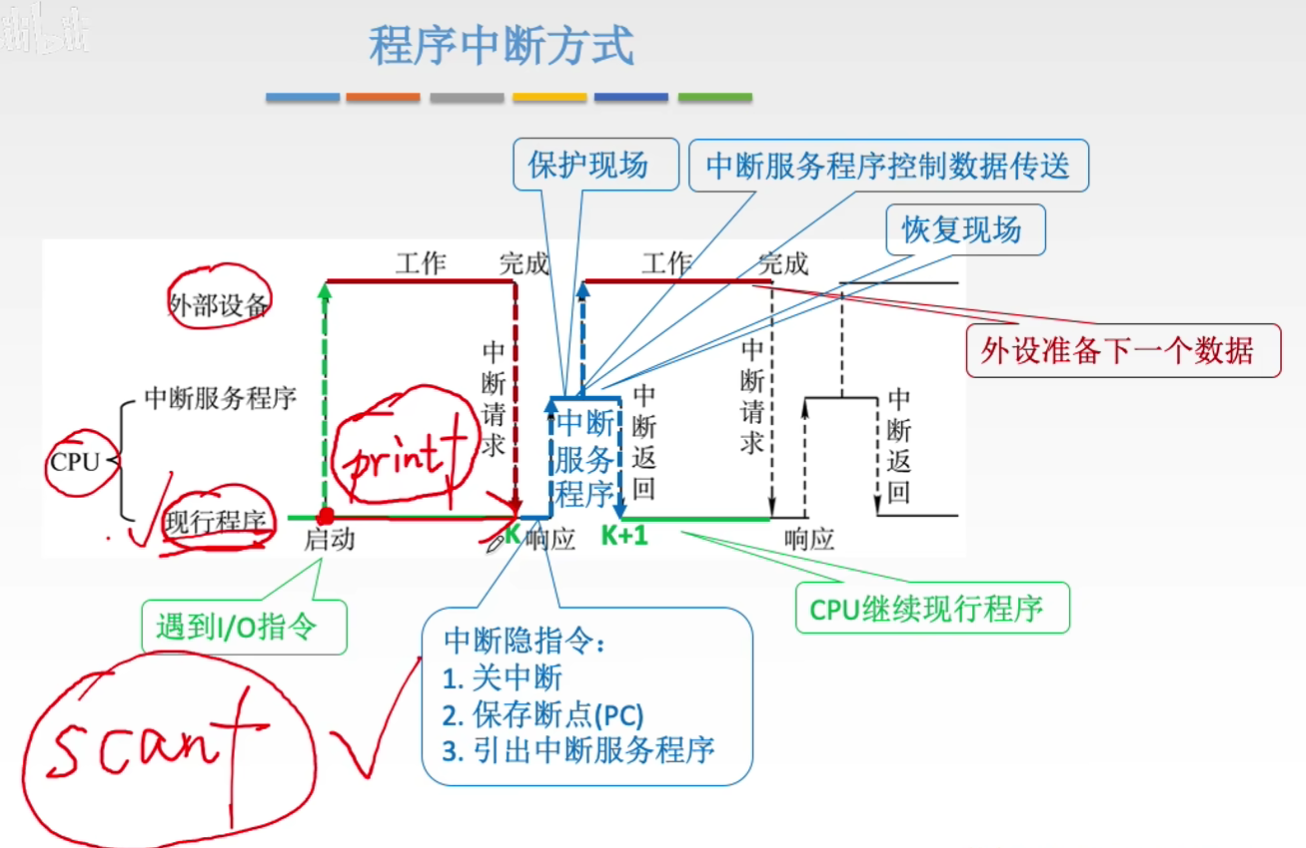 程序中断方式
保护现场
中断服务程序控制数据传送
恢复现场
工作
完成
工作
完成
外部设备
外设准备下一个数据
中断请求
中断请求
中断服务程序
中断服务程序
中断返回
中断返回
CPU
printf
现行程序
启动
K
响应
K+1
响应
遇到I/O指令
CPU继续现行程序
中断隐指令：
1. 关中断
2. 保存断点(PC)
3. 引出中断服务程序
scanf